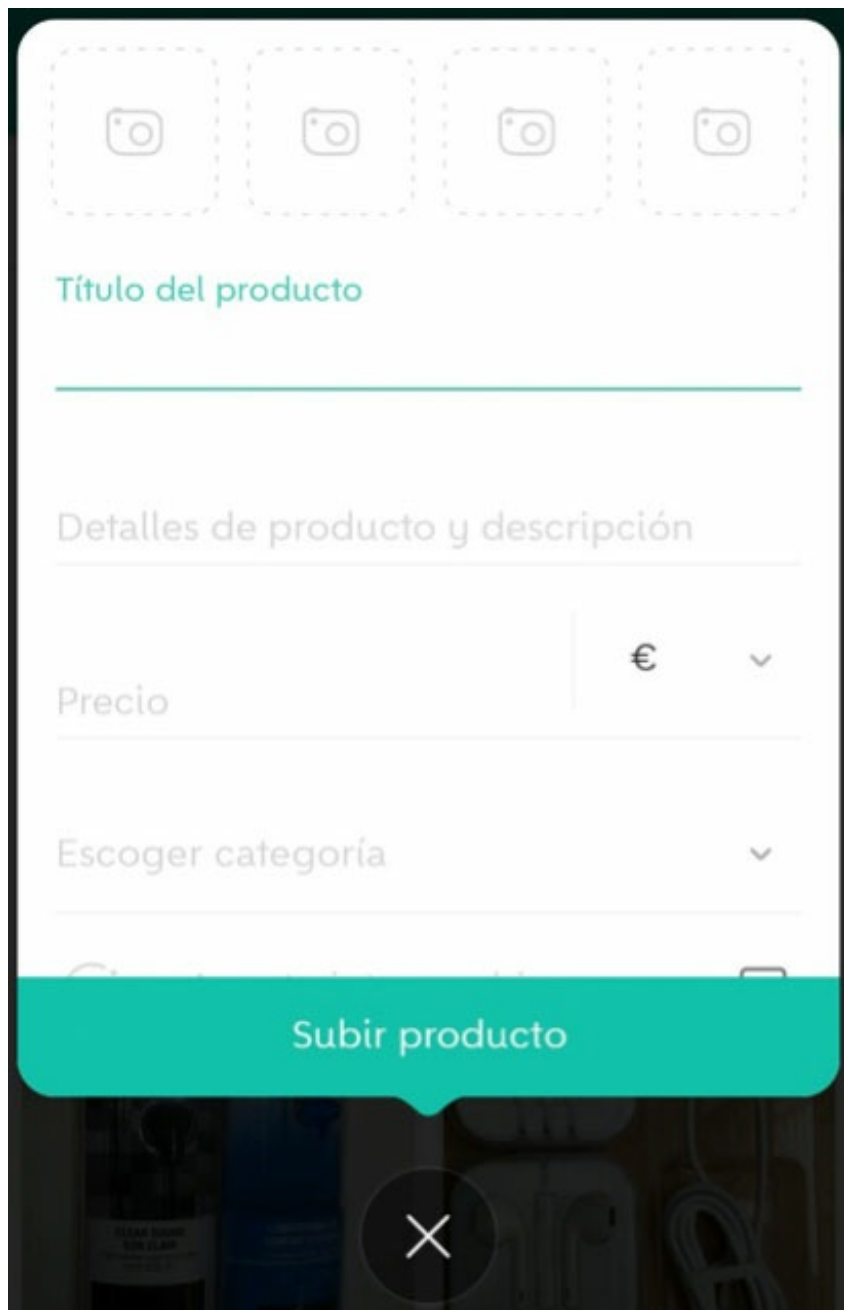 Título del producto
Detalles de producto y descripción
€
Precio
Escoger categoría
Subir producto